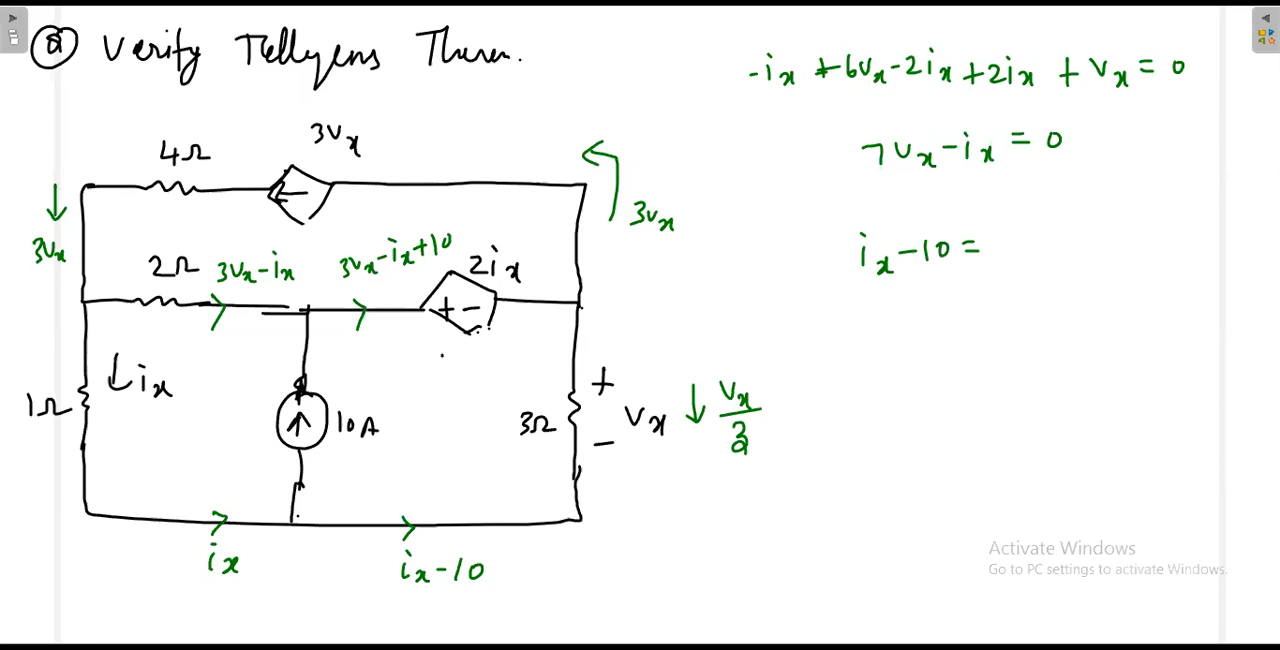 Q Verify Tellegens Therem.
-ix + 6Vx - 2ix + 2ix + Vx = 0
3Vx
4Ω
7Vx - ix = 0
3Vx
3Vx
2Ω
3Vx - ix
3Vx - ix + 10
2ix
ix - 10 =
1Ω
↓ ix
10A
3Ω
+
Vx
-
↓ Vx/3
ix
ix - 10
Activate Windows
Go to PC settings to activate Windows.